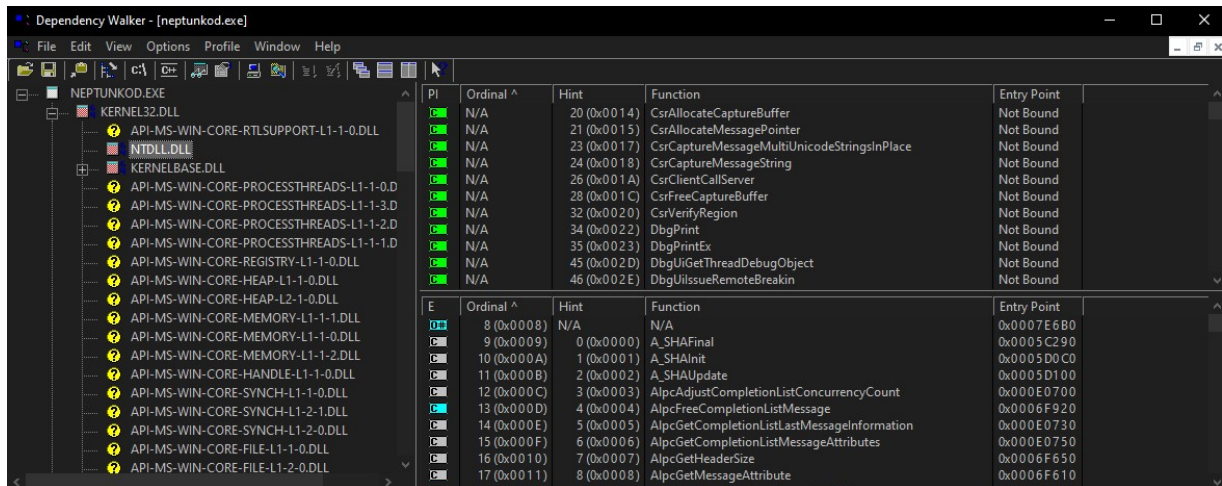 Dependency Walker - [neptunkod.exe]
File Edit View Options Profile Window Help
c:\ C++
NEPTUNKOD.EXE
KERNEL32.DLL
API-MS-WIN-CORE-RTLSUPPORT-L1-1-0.DLL
NTDLL.DLL
KERNELBASE.DLL
API-MS-WIN-CORE-PROCESSTHREADS-L1-1-0.D
API-MS-WIN-CORE-PROCESSTHREADS-L1-1-3.D
API-MS-WIN-CORE-PROCESSTHREADS-L1-1-2.D
API-MS-WIN-CORE-PROCESSTHREADS-L1-1-1.D
API-MS-WIN-CORE-REGISTRY-L1-1-0.DLL
API-MS-WIN-CORE-HEAP-L1-1-0.DLL
API-MS-WIN-CORE-HEAP-L2-1-0.DLL
API-MS-WIN-CORE-MEMORY-L1-1-1.DLL
API-MS-WIN-CORE-MEMORY-L1-1-0.DLL
API-MS-WIN-CORE-MEMORY-L1-1-2.DLL
API-MS-WIN-CORE-HANDLE-L1-1-0.DLL
API-MS-WIN-CORE-SYNCH-L1-1-0.DLL
API-MS-WIN-CORE-SYNCH-L1-2-1.DLL
API-MS-WIN-CORE-SYNCH-L1-2-0.DLL
API-MS-WIN-CORE-FILE-L1-1-0.DLL
API-MS-WIN-CORE-FILE-L1-2-0.DLL
PI Ordinal ^ Hint Function Entry Point
C N/A 20 (0x0014) CsrAllocateCaptureBuffer Not Bound
C N/A 21 (0x0015) CsrAllocateMessagePointer Not Bound
C N/A 23 (0x0017) CsrCaptureMessageMultiUnicodeStringsInPlace Not Bound
C N/A 24 (0x0018) CsrCaptureMessageString Not Bound
C N/A 26 (0x001A) CsrClientCallServer Not Bound
C N/A 28 (0x001C) CsrFreeCaptureBuffer Not Bound
C N/A 32 (0x0020) CsrVerifyRegion Not Bound
C N/A 34 (0x0022) DbgPrint Not Bound
C N/A 35 (0x0023) DbgPrintEx Not Bound
C N/A 45 (0x002D) DbgUiGetThreadDebugObject Not Bound
C N/A 46 (0x002E) DbgUiIssueRemoteBreakin Not Bound
E Ordinal ^ Hint Function Entry Point
O# 8 (0x0008) N/A N/A 0x0007E6B0
C 9 (0x0009) 0 (0x0000) A_SHAFinal 0x0005C290
C 10 (0x000A) 1 (0x0001) A_SHAInit 0x0005D0C0
C 11 (0x000B) 2 (0x0002) A_SHAUpdate 0x0005D100
C 12 (0x000C) 3 (0x0003) AlpcAdjustCompletionListConcurrencyCount 0x000E0700
C 13 (0x000D) 4 (0x0004) AlpcFreeCompletionListMessage 0x0006F920
C 14 (0x000E) 5 (0x0005) AlpcGetCompletionListLastMessageInformation 0x000E0730
C 15 (0x000F) 6 (0x0006) AlpcGetCompletionListMessageAttributes 0x000E0750
C 16 (0x0010) 7 (0x0007) AlpcGetHeaderSize 0x0006F650
C 17 (0x0011) 8 (0x0008) AlpcGetMessageAttribute 0x0006F610